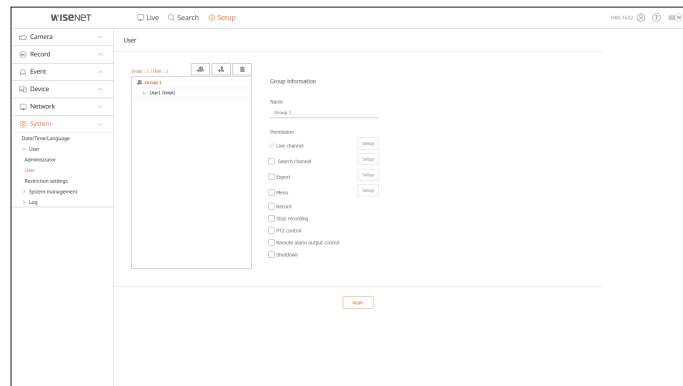 WISENET
Live Search Setup
HRX-1632
Camera
Record
Event
Device
Network
System
Date/Time/Language
User
Administrator
User
Restriction settings
System management
Log
User
Group : 1 / User : 1
Group 1
Group information
Name
Group 1
Permission
Live channel Setup
Search channel Setup
Export Setup
Menu Setup
Record
Stop recording
PTZ control
Remote alarm output control
Shutdown
Apply